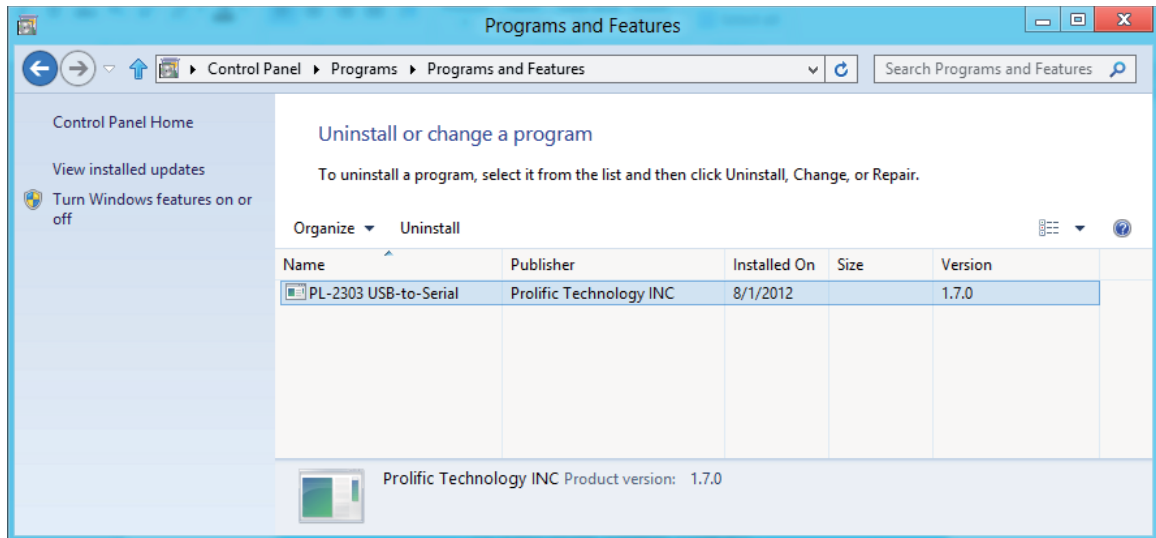 Programs and Features
Control Panel Programs Programs and Features
Search Programs and Features
Control Panel Home
View installed updates
Turn Windows features on or
off
Uninstall or change a program
To uninstall a program, select it from the list and then click Uninstall, Change, or Repair.
Organize Uninstall
Name Publisher Installed On Size Version
PL-2303 USB-to-Serial Prolific Technology INC 8/1/2012 1.7.0
Prolific Technology INC Product version: 1.7.0